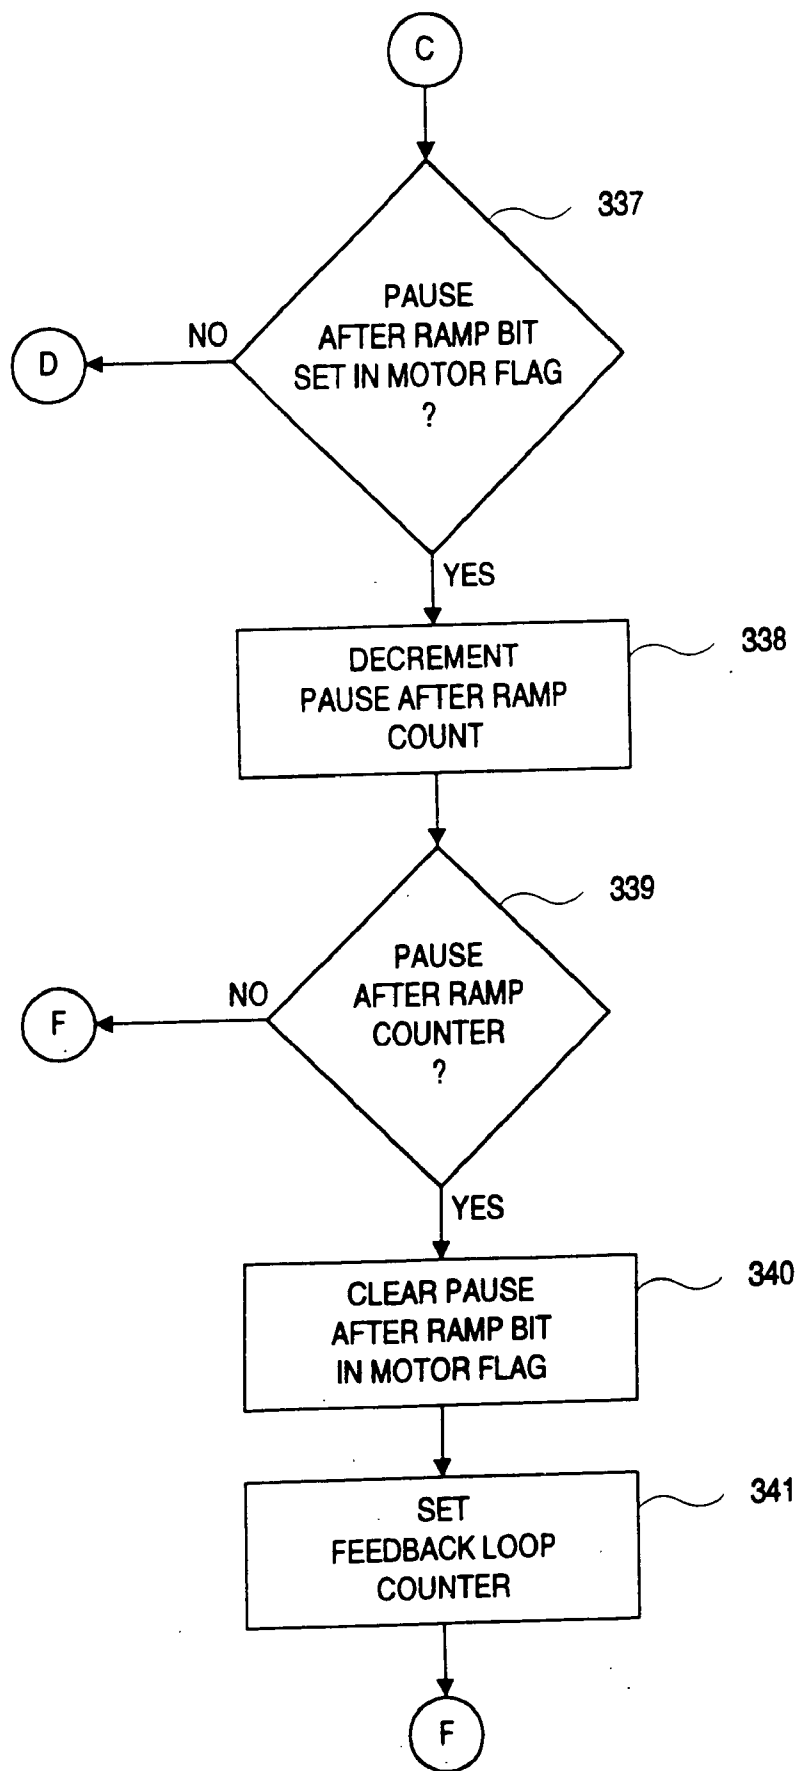 C
337
PAUSE
AFTER RAMP BIT
SET IN MOTOR FLAG
?
NO
D
YES
338
DECREMENT
PAUSE AFTER RAMP
COUNT
339
PAUSE
AFTER RAMP
COUNTER
?
NO
F
YES
340
CLEAR PAUSE
AFTER RAMP BIT
IN MOTOR FLAG
341
SET
FEEDBACK LOOP
COUNTER
F